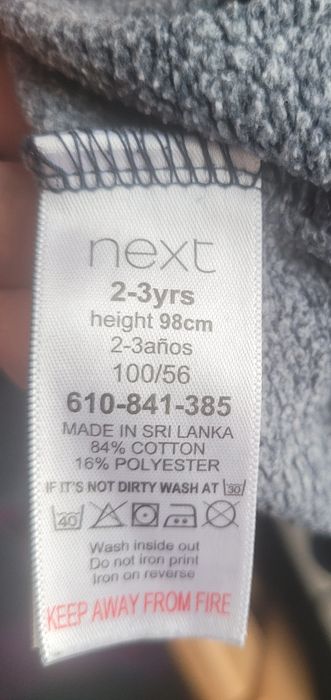 next
2-3yrs
height 98cm
2-3años
100/56
610-841-385
MADE IN SRI LANKA
84% COTTON
16% POLYESTER
IF IT'S NOT DIRTY WASH AT 30
40
Wash inside out
Do not iron print
Iron on reverse
KEEP AWAY FROM FIRE